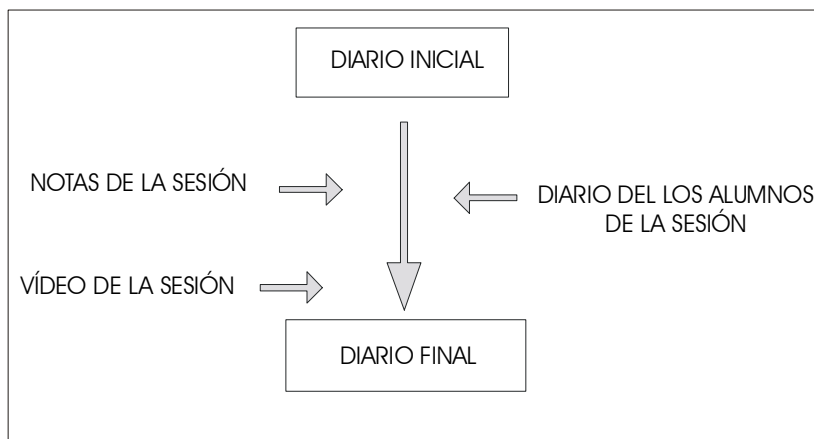 DIARIO INICIAL
NOTAS DE LA SESIÓN
DIARIO DEL LOS ALUMNOS
DE LA SESIÓN
VÍDEO DE LA SESIÓN
DIARIO FINAL